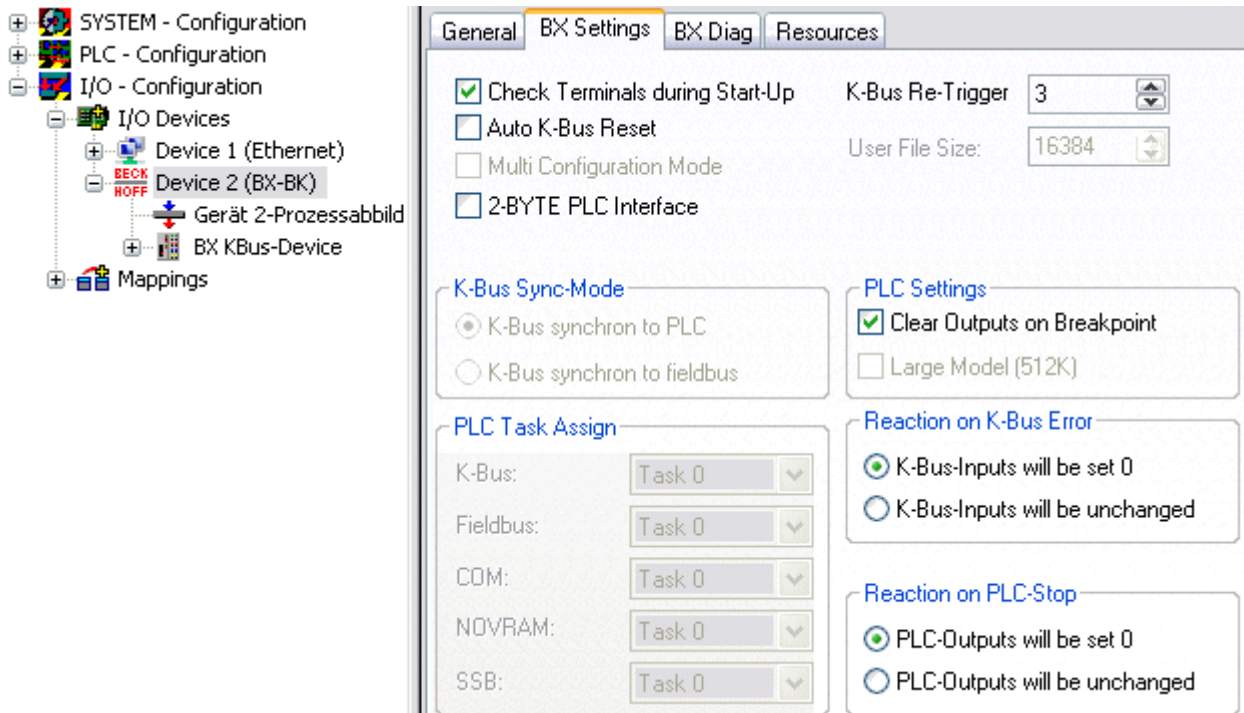 SYSTEM - Configuration
PLC - Configuration
I/O - Configuration
I/O Devices
Device 1 (Ethernet)
BECK
HOFF
Device 2 (BX-BK)
Gerät 2-Prozessabbild
BX KBus-Device
Mappings
General BX Settings BX Diag Resources
Check Terminals during Start-Up
Auto K-Bus Reset
Multi Configuration Mode
2-BYTE PLC Interface
K-Bus Re-Trigger 3
User File Size: 16384
K-Bus Sync-Mode
K-Bus synchron to PLC
K-Bus synchron to fieldbus
PLC Settings
Clear Outputs on Breakpoint
Large Model (512K)
PLC Task Assign
K-Bus: Task 0
Fieldbus: Task 0
COM: Task 0
NOVRAM: Task 0
SSB: Task 0
Reaction on K-Bus Error
K-Bus-Inputs will be set 0
K-Bus-Inputs will be unchanged
Reaction on PLC-Stop
PLC-Outputs will be set 0
PLC-Outputs will be unchanged